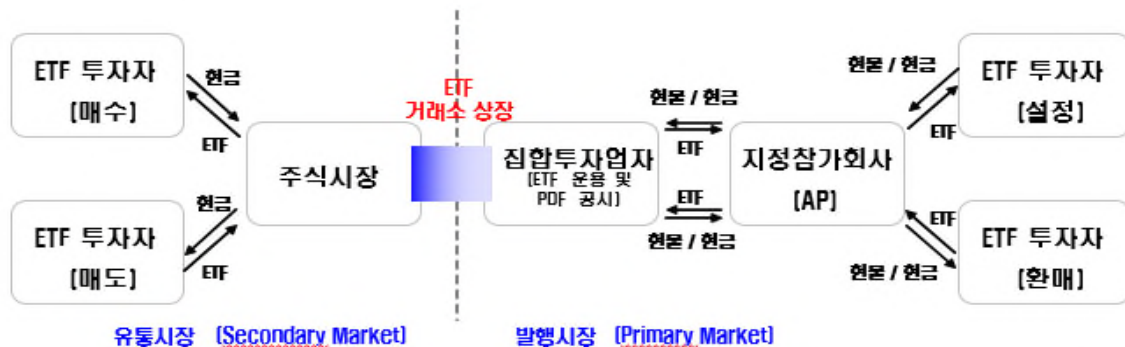 ETF 투자자
(매수)
현금
ETF
ETF 투자자
(매도)
현금
ETF
주식시장
ETF
거래소 상장
집합투자업자
(ETF 운용 및
PDF 공시)
현물 / 현금
ETF
ETF
현물 / 현금
지정참가회사
(AP)
현물 / 현금
ETF
ETF 투자자
(설정)
ETF
현물 / 현금
ETF 투자자
(환매)
유통시장 (Secondary Market)
발행시장 (Primary Market)